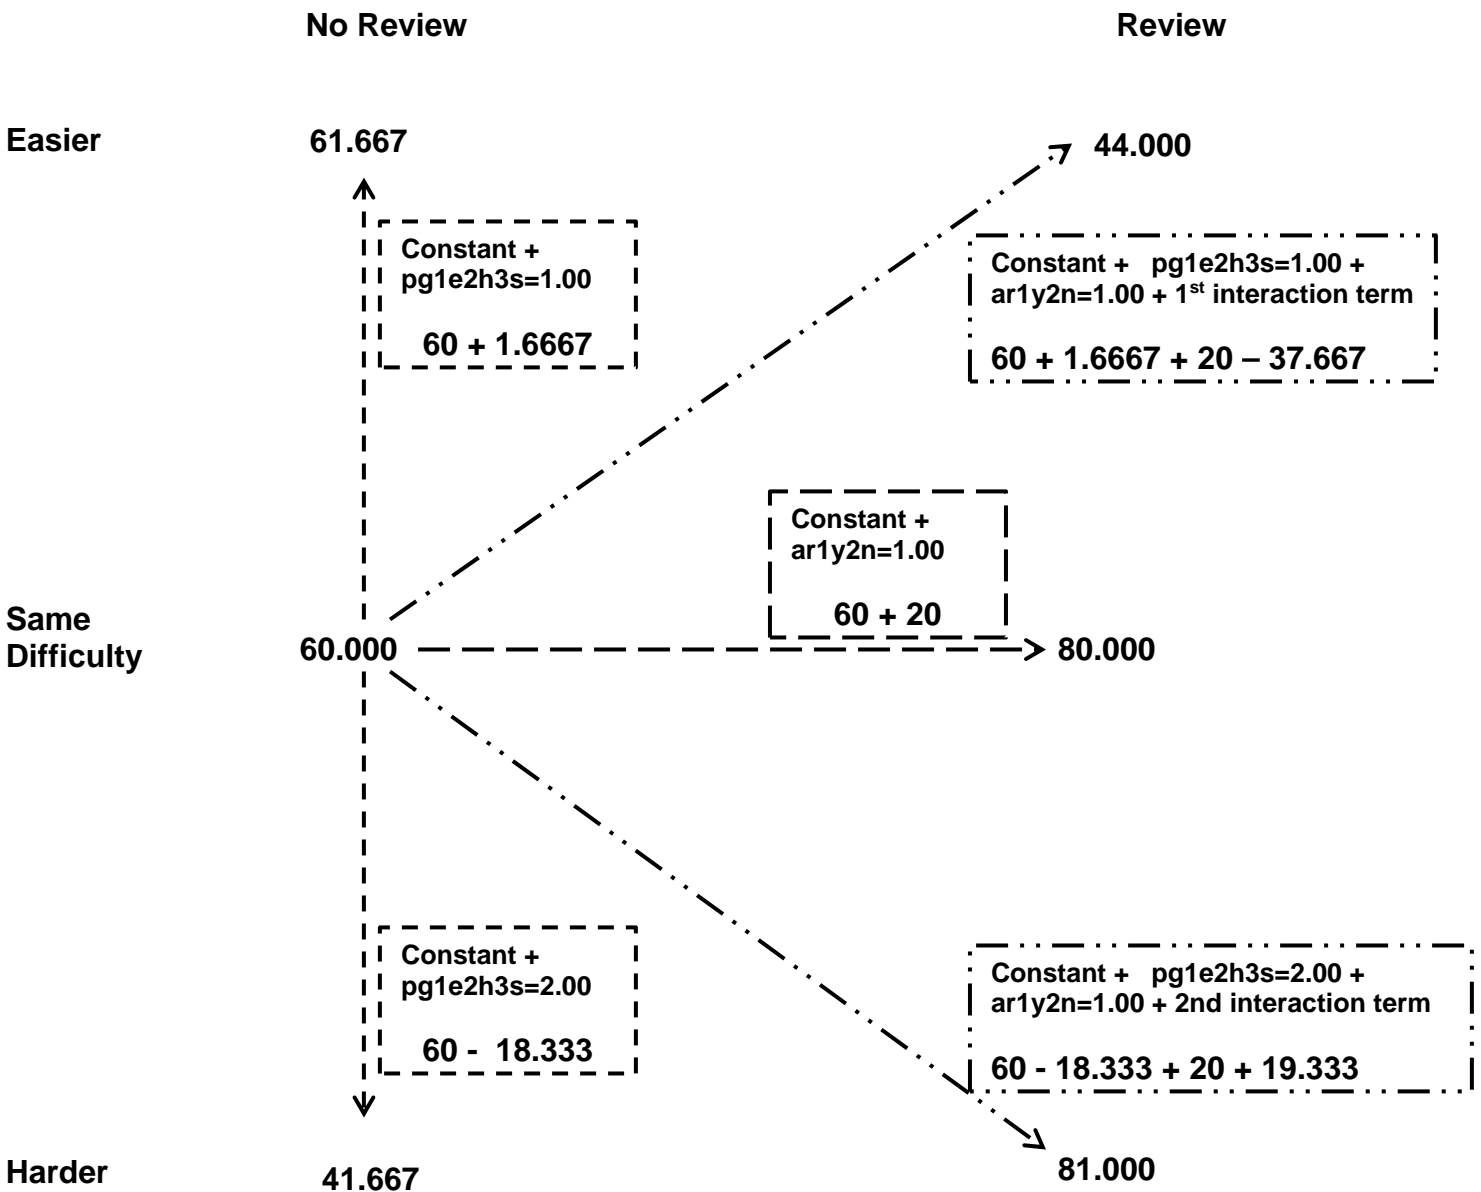 No Review Review
Easier 61.667 44.000
Constant +
pg1e2h3s=1.00
60 + 1.6667
Constant + pg1e2h3s=1.00 +
ar1y2n=1.00 + 1st interaction term
60 + 1.6667 + 20 – 37.667
Constant +
ar1y2n=1.00
60 + 20
Same
Difficulty 60.000 80.000
Constant +
pg1e2h3s=2.00
60 - 18.333
Constant + pg1e2h3s=2.00 +
ar1y2n=1.00 + 2nd interaction term
60 - 18.333 + 20 + 19.333
Harder 41.667 81.000